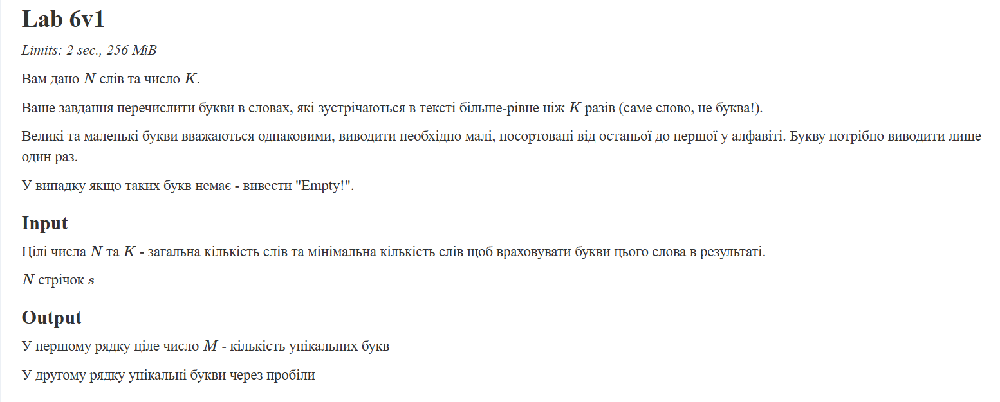 Lab 6v1
Limits: 2 sec., 256 MiB
Вам дано N слів та число K.
Ваше завдання перечислити букви в словах, які зустрічаються в тексті більше-рівне ніж K разів (саме слово, не буква!).
Великі та маленькі букви вважаються однаковими, виводити необхідно малі, посортовані від останьої до першої у алфавіті. Букву потрібно виводити лише
один раз.
У випадку якщо таких букв немає - вивести "Empty!".
Input
Цілі числа N та K - загальна кількість слів та мінімальна кількість слів щоб враховувати букви цього слова в результаті.
N стрічок s
Output
У першому рядку ціле число M - кількість унікальних букв
У другому рядку унікальні букви через пробіли